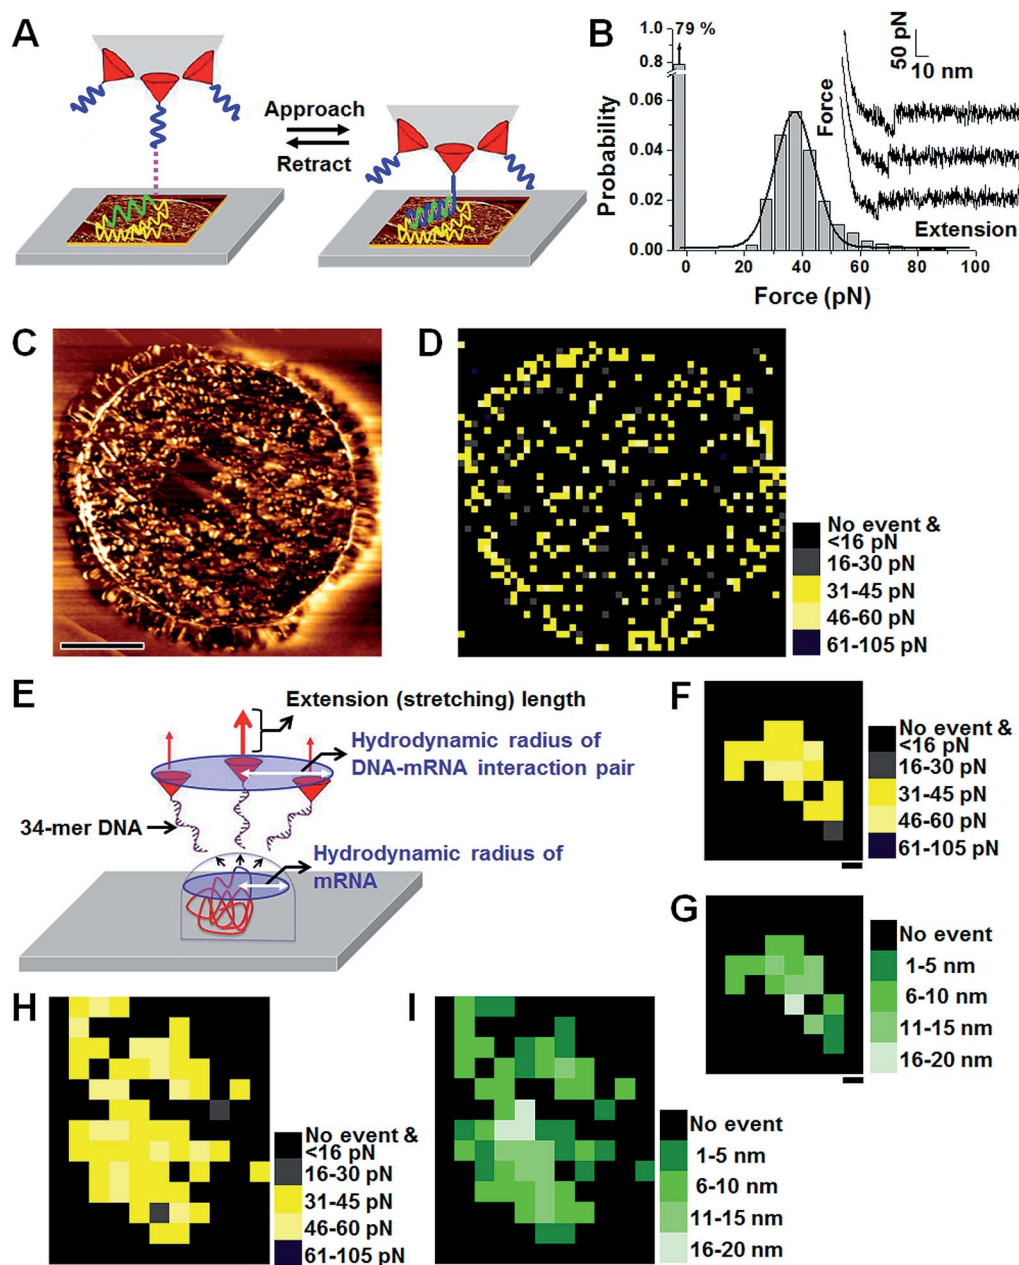 A
Approach
Retract
B
Probability
1.0
0.8
0.06
0.04
0.02
0.00
79 %
50 pN
10 nm
Force
Extension
0 20 40 60 80 100
Force (pN)
C
D
No event &
<16 pN
16-30 pN
31-45 pN
46-60 pN
61-105 pN
E
Extension (stretching) length
Hydrodynamic radius of
DNA-mRNA interaction pair
34-mer DNA
Hydrodynamic radius of
mRNA
F
No event &
<16 pN
16-30 pN
31-45 pN
46-60 pN
61-105 pN
G
No event
1-5 nm
6-10 nm
11-15 nm
16-20 nm
H
No event &
<16 pN
16-30 pN
31-45 pN
46-60 pN
61-105 pN
I
No event
1-5 nm
6-10 nm
11-15 nm
16-20 nm